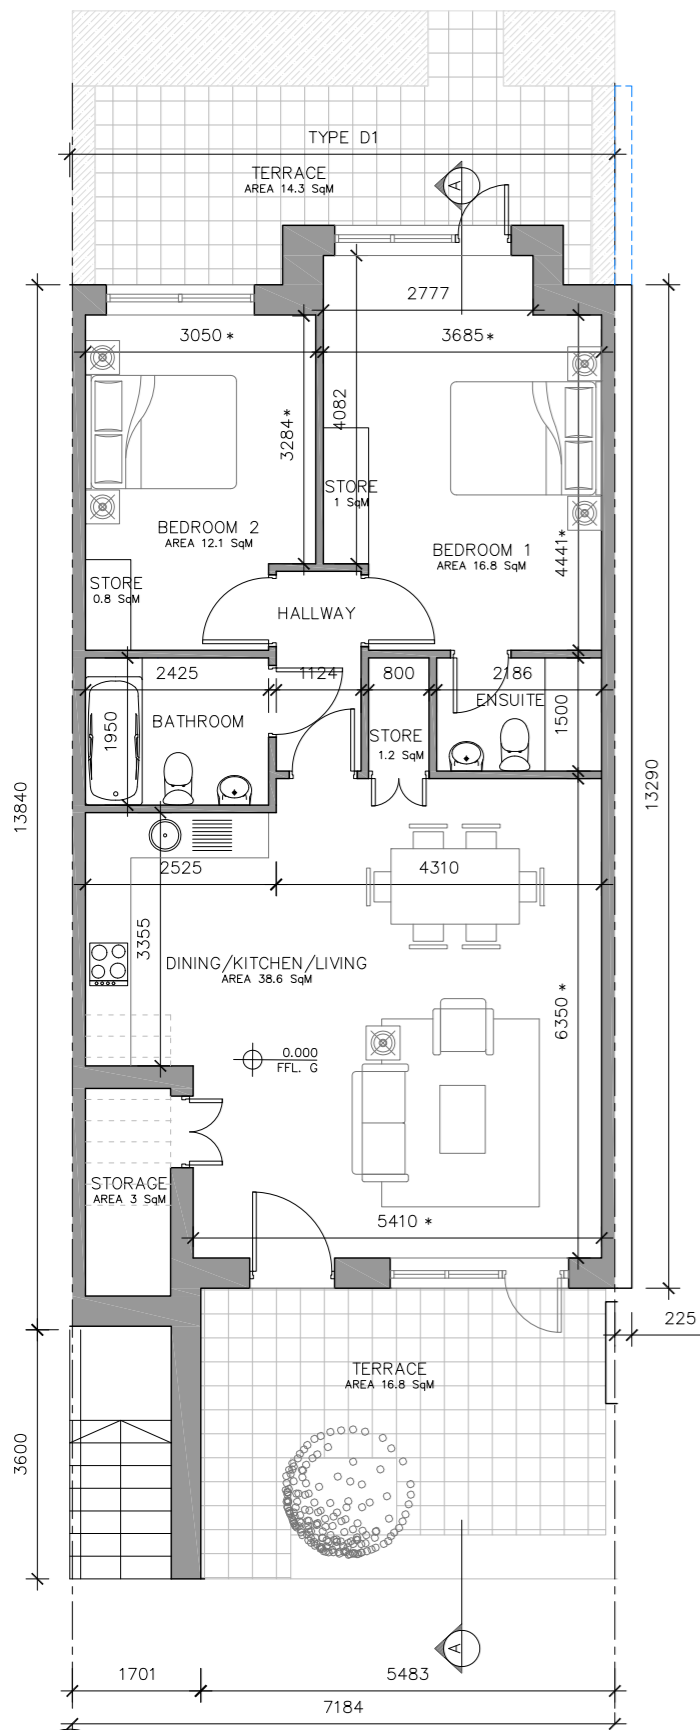 TYPE D1
TERRACE
AREA 14.3 SqM
A
2777
3050 *
3685 *
4082
3284 *
STORE
1 SqM
BEDROOM 2
AREA 12.1 SqM
BEDROOM 1
AREA 16.8 SqM
4441*
STORE
0.8 SqM
HALLWAY
2425
1124
800
2186
ENSUITE
1500
BATHROOM
1950
STORE
1.2 SqM
13840
13290
2525
4310
3355
DINING/KITCHEN/LIVING
AREA 38.6 SqM
6350 *
0.000
FFL. G
STORAGE
AREA 3 SqM
5410 *
225
TERRACE
AREA 16.8 SqM
3600
A
1701
5483
7184